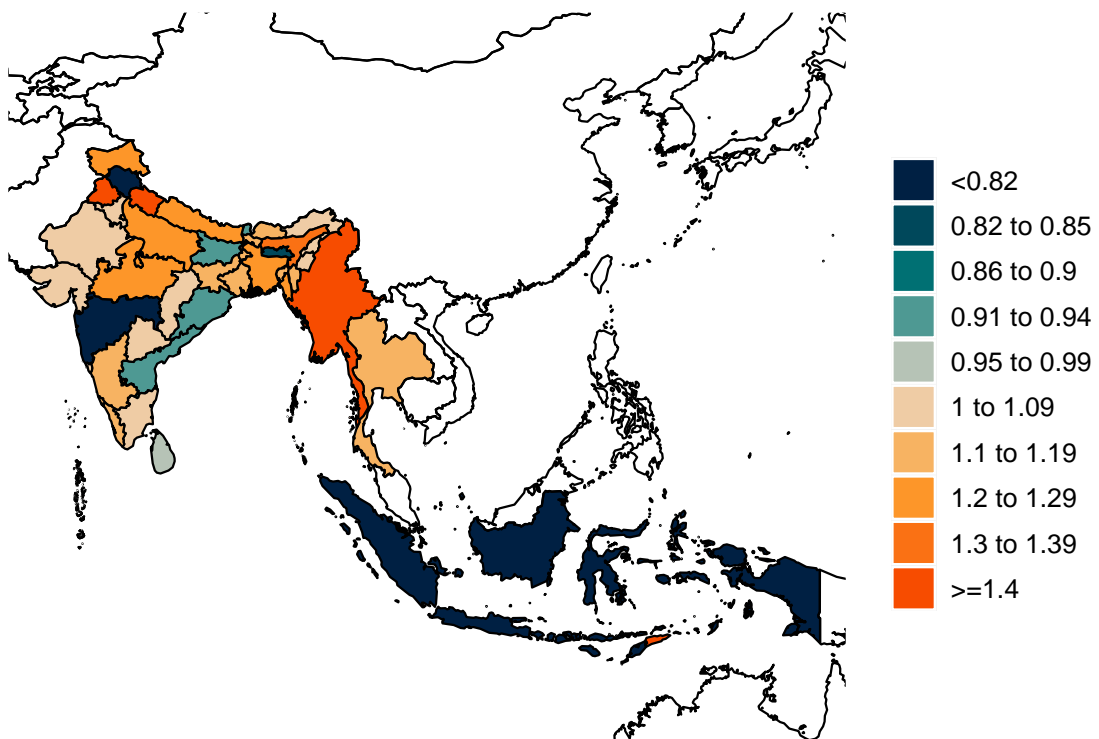 <0.82
0.82 to 0.85
0.86 to 0.9
0.91 to 0.94
0.95 to 0.99
1 to 1.09
1.1 to 1.19
1.2 to 1.29
1.3 to 1.39
>=1.4